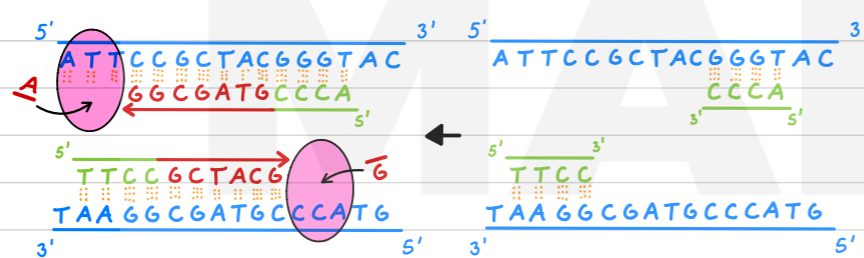 5' 3'
ATTCCGCTACGGGTAC
A
GGCGATGCCCA
5'
5'
TTCCGCTACG
G
TAAGGCGATGCCCATG
3' 5'
5' 3
ATTCCGCTACGGGTAC
CCCA
3' 5'
5' 3'
TTCC
TAAGGCGATGCCCATG
3' 5'